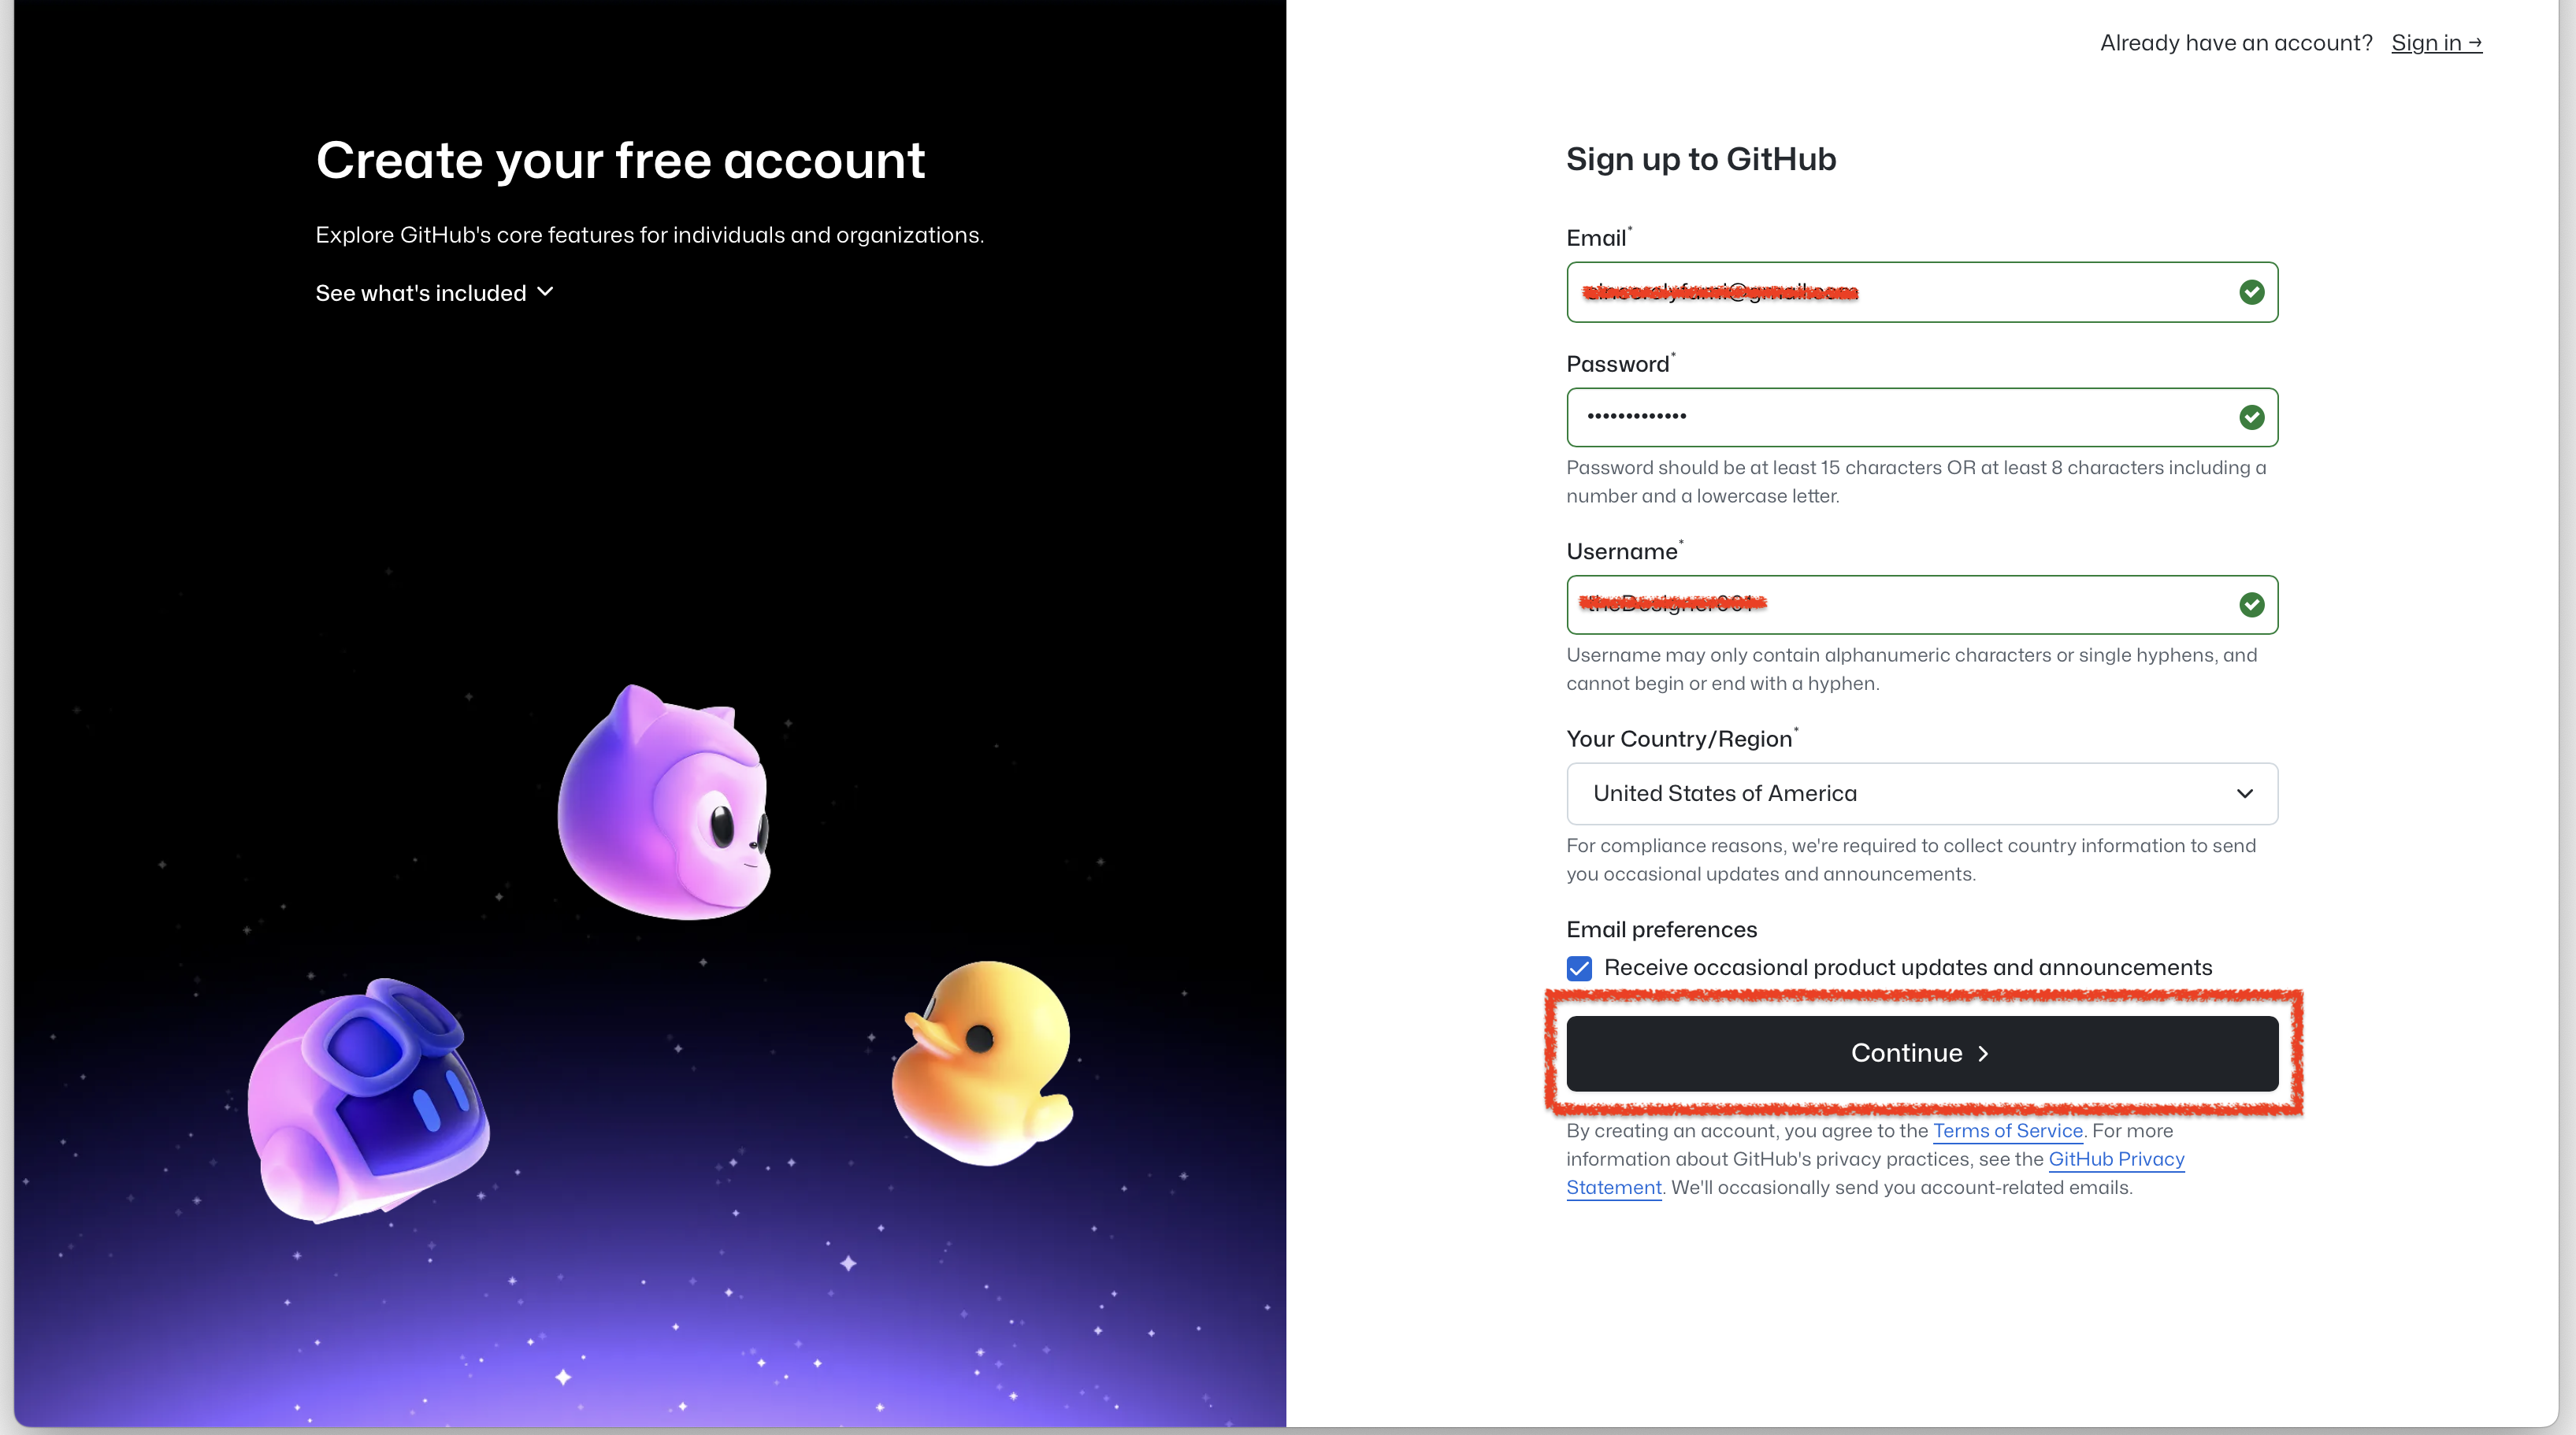 Already have an account? Sign in →
Create your free account
Explore GitHub's core features for individuals and organizations.
See what's included
Sign up to GitHub
Email*
Password*
•••••••••••••
Password should be at least 15 characters OR at least 8 characters including a
number and a lowercase letter.
Username*
Username may only contain alphanumeric characters or single hyphens, and
cannot begin or end with a hyphen.
Your Country/Region*
United States of America
For compliance reasons, we're required to collect country information to send
you occasional updates and announcements.
Email preferences
Receive occasional product updates and announcements
Continue >
By creating an account, you agree to the Terms of Service. For more
information about GitHub's privacy practices, see the GitHub Privacy
Statement. We'll occasionally send you account-related emails.